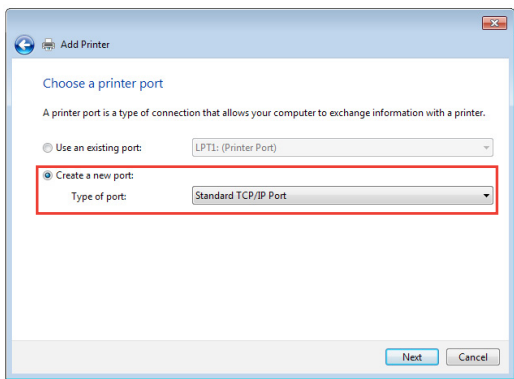 Add Printer
Choose a printer port
A printer port is a type of connection that allows your computer to exchange information with a printer.
Use an existing port: LPT1: (Printer Port)
Create a new port:
Type of port: Standard TCP/IP Port
Next Cancel